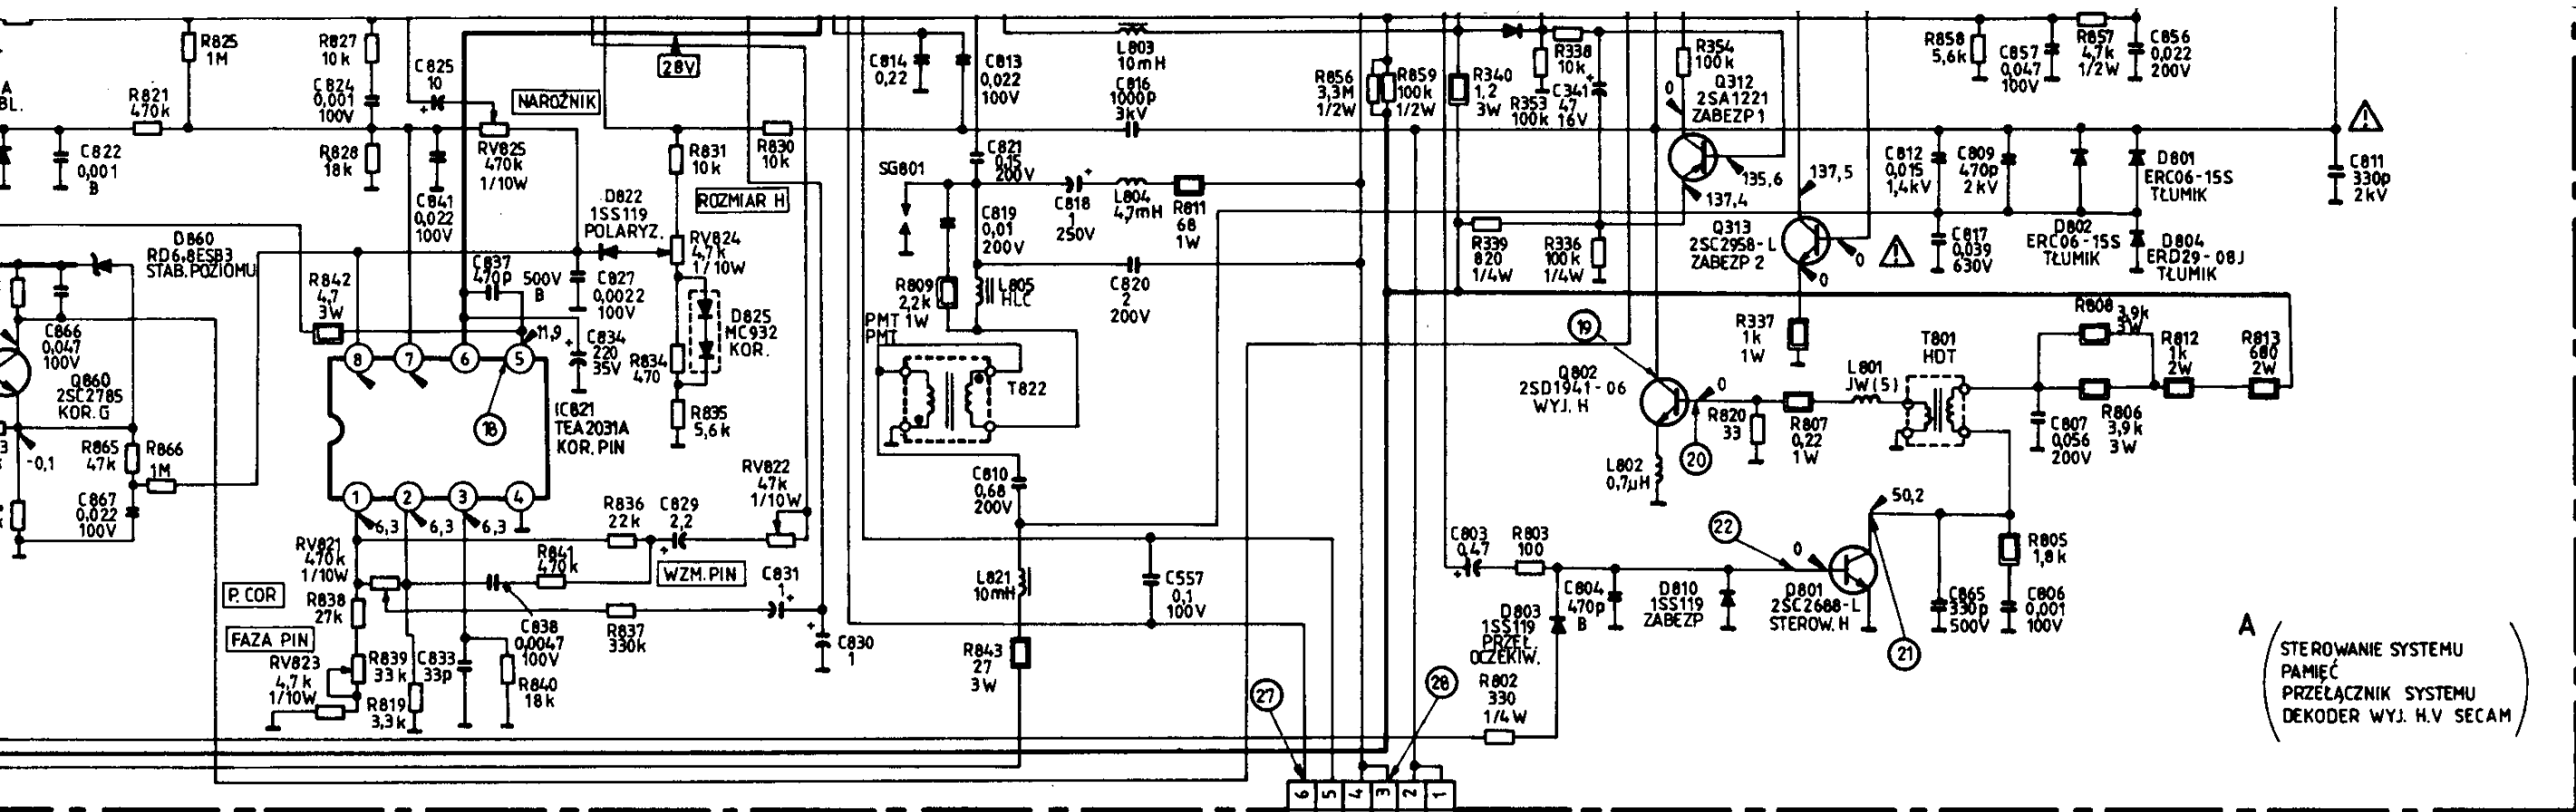 A
BL.
R825
1M
R827
10k
C825
10
C824
0,001
100V
R821
470k
NAROŻNIK
28V
C814
0,22
C813
0,022
100V
L803
10mH
C816
1000p
3kV
R856
3,3M
1/2W
R859
100k
1/2W
R340
1,2
3W
R353
100k
R338
10k
C341
47
16V
R354
100k
0
Q312
2SA1221
ZABEZP1
R858
5,6k
C857
0,047
100V
R857
4,7k
1/2W
C856
0,022
200V
C822
0,001
B
R828
18k
RV825
470k
1/10W
C841
0,022
100V
R831
10k
R830
10k
D822
1SS119
POLARYZ.
ROZMIAR H
SG801
C821
0,15
200V
C819
0,01
200V
C818
1
250V
L804
4,7mH
R811
68
1W
135,6
137,4
137,5
C812
0,015
1,4kV
C809
470p
2kV
D801
ERC06-15S
TŁUMIK
C811
330p
2kV
D860
RD6,8ESB3
STAB.POZIOMU
R842
4,7
3W
C837
470p
500V
B
C827
0,0022
100V
RV824
4,7k
1/10W
D825
MC932
KOR.
R809
2,2k
1W
L805
HLC
C820
2
200V
R339
820
1/4W
R336
100k
1/4W
Q313
2SC2958-L
ZABEZP 2
0
0
C817
0,039
630V
D802
ERC06-15S
TŁUMIK
D804
ERD29-08J
TŁUMIK
C866
0,047
100V
Q860
2SC2785
KOR.G
-0,1
11,9
C834
220
35V
R834
470
R835
5,6k
PMT
PMT
T822
8
7
6
5
18
IC821
TEA2031A
KOR.PIN
19
R337
1k
1W
Q802
2SD1941-06
WYJ.H
0
20
R820
33
R807
0,22
1W
L801
JW(5)
T801
HDT
R808
3,9k
3W
R812
1k
2W
R813
680
2W
C807
0,056
200V
R806
3,9k
3W
R865
47k
R866
1M
C867
0,022
100V
1
2
3
4
6,3
6,3
6,3
R836
22k
C829
2,2
RV822
47k
1/10W
C810
0,68
200V
L802
0,7µH
50,2
RV821
470k
1/10W
R841
470k
WZM.PIN
C831
1
L821
10mH
C557
0,1
100V
C803
0,47
R803
100
22
0
C804
470p
B
D810
1SS119
ZABEZP
Q801
2SC2688-L
STEROW.H
21
C865
330p
500V
R805
1,8k
C806
0,001
100V
P.COR
R838
27k
FAZA PIN
RV823
4,7k
1/10W
R839
33k
R819
3,3k
C833
33p
C838
0,0047
100V
R840
18k
R837
330k
C830
1
R843
27
3W
D803
1SS119
PRZEŁ.
OCZEKIW.
R802
330
1/4W
27
28
6
5
4
3
2
1
A
STEROWANIE SYSTEMU
PAMIĘĆ
PRZEŁĄCZNIK SYSTEMU
DEKODER WYJ. H.V SECAM